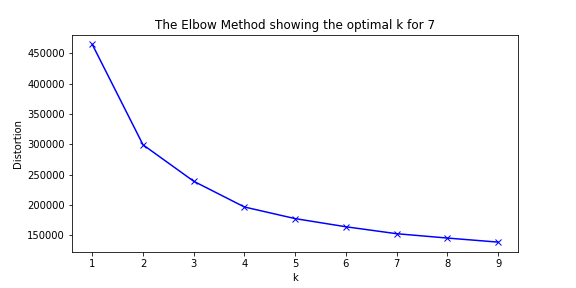 The Elbow Method showing the optimal k for 7
450000
400000
350000
300000
250000
200000
150000
Distortion
1 2 3 4 5 6 7 8 9
k